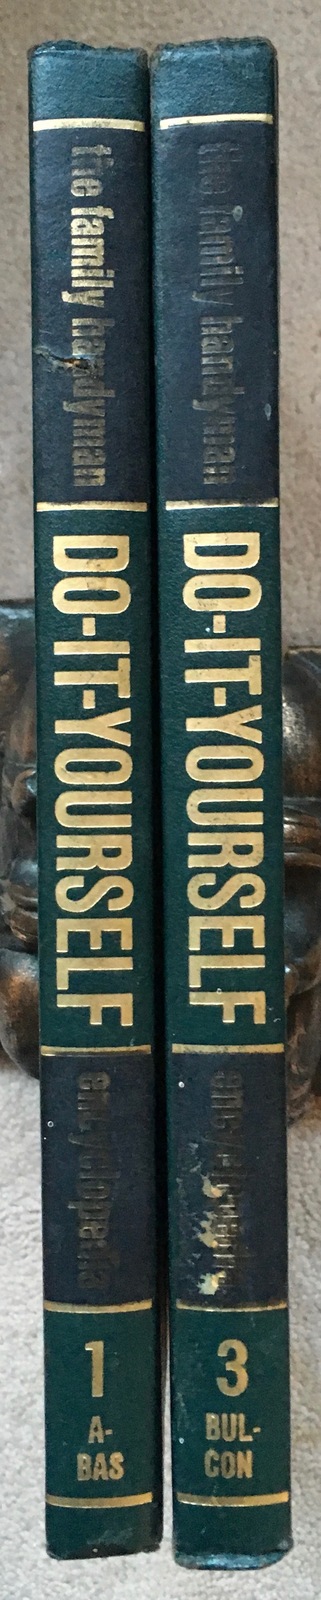 the family handyman
DO-IT-YOURSELF
encyclopedia
1
A-
BAS
the family handyman
DO-IT-YOURSELF
encyclopedia
3
BUL-
CON